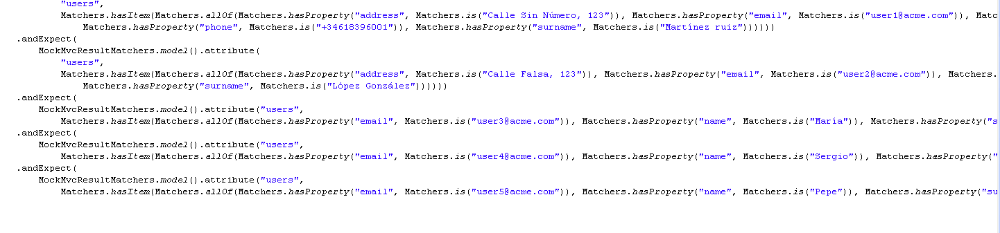 "users",
Matchers.hasItem(Matchers.allOf(Matchers.hasProperty("address", Matchers.is("Calle Sin Número, 123")), Matchers.hasProperty("email", Matchers.is("user1@acme.com")), Matc
Matchers.hasProperty("phone", Matchers.is("+34618396001")), Matchers.hasProperty("surname", Matchers.is("Martínez ruiz"))))))
.andExpect(
MockMvcResultMatchers.model().attribute(
"users",
Matchers.hasItem(Matchers.allOf(Matchers.hasProperty("address", Matchers.is("Calle Falsa, 123")), Matchers.hasProperty("email", Matchers.is("user2@acme.com")), Matchers.
Matchers.hasProperty("surname", Matchers.is("López González"))))))
.andExpect(
MockMvcResultMatchers.model().attribute("users",
Matchers.hasItem(Matchers.allOf(Matchers.hasProperty("email", Matchers.is("user3@acme.com")), Matchers.hasProperty("name", Matchers.is("María")), Matchers.hasProperty("s
.andExpect(
MockMvcResultMatchers.model().attribute("users",
Matchers.hasItem(Matchers.allOf(Matchers.hasProperty("email", Matchers.is("user4@acme.com")), Matchers.hasProperty("name", Matchers.is("Sergio")), Matchers.hasProperty("
.andExpect(
MockMvcResultMatchers.model().attribute("users",
Matchers.hasItem(Matchers.allOf(Matchers.hasProperty("email", Matchers.is("user5@acme.com")), Matchers.hasProperty("name", Matchers.is("Pepe")), Matchers.hasProperty("su